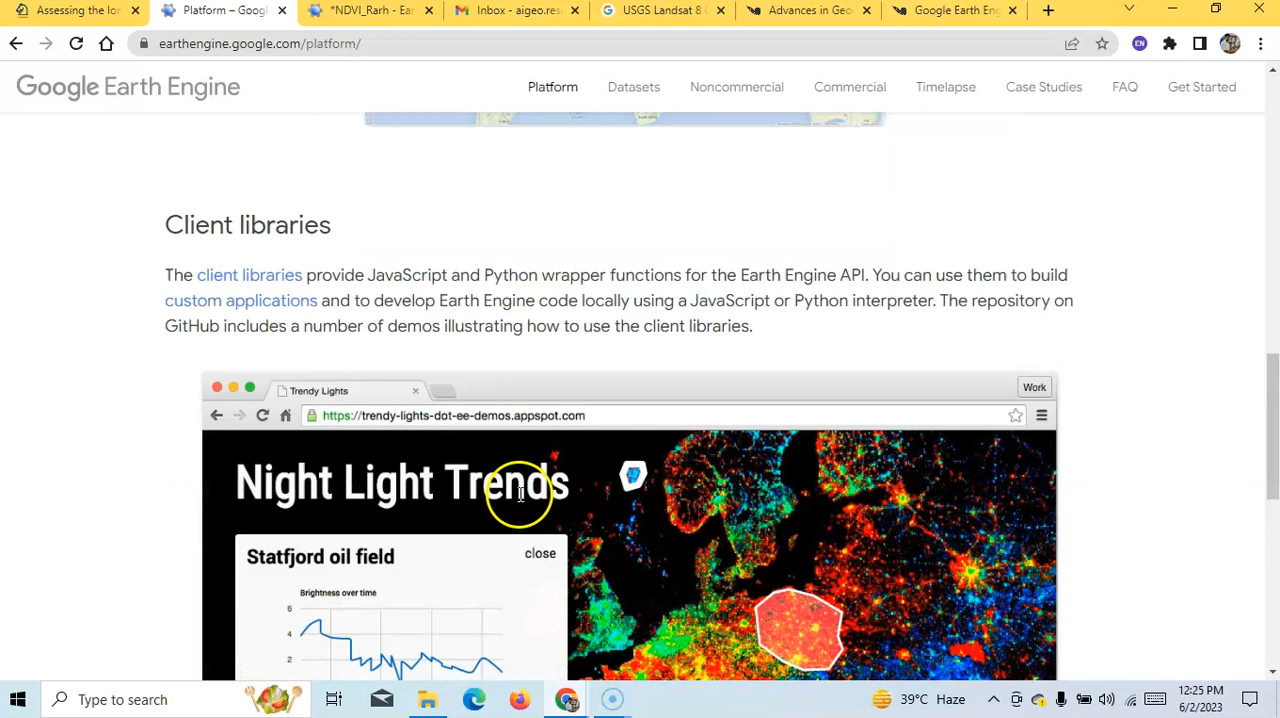 Assessing the lo
Platform – Googl
*NDVI_Rarh - Ear
Inbox - aigeo.res
USGS Landsat 8 C
Advances in Geo
Google Earth Eng
earthengine.google.com/platform/
EN
Google Earth Engine
Platform
Datasets
Noncommercial
Commercial
Timelapse
Case Studies
FAQ
Get Started
Client libraries
The client libraries provide JavaScript and Python wrapper functions for the Earth Engine API. You can use them to build
custom applications and to develop Earth Engine code locally using a JavaScript or Python interpreter. The repository on
GitHub includes a number of demos illustrating how to use the client libraries.
Trendy Lights
Work
https://trendy-lights-dot-ee-demos.appspot.com
Night Light Trends
Statfjord oil field
close
Brightness over time
6
4
2
Type to search
39°C Haze
12:25 PM
6/2/2023